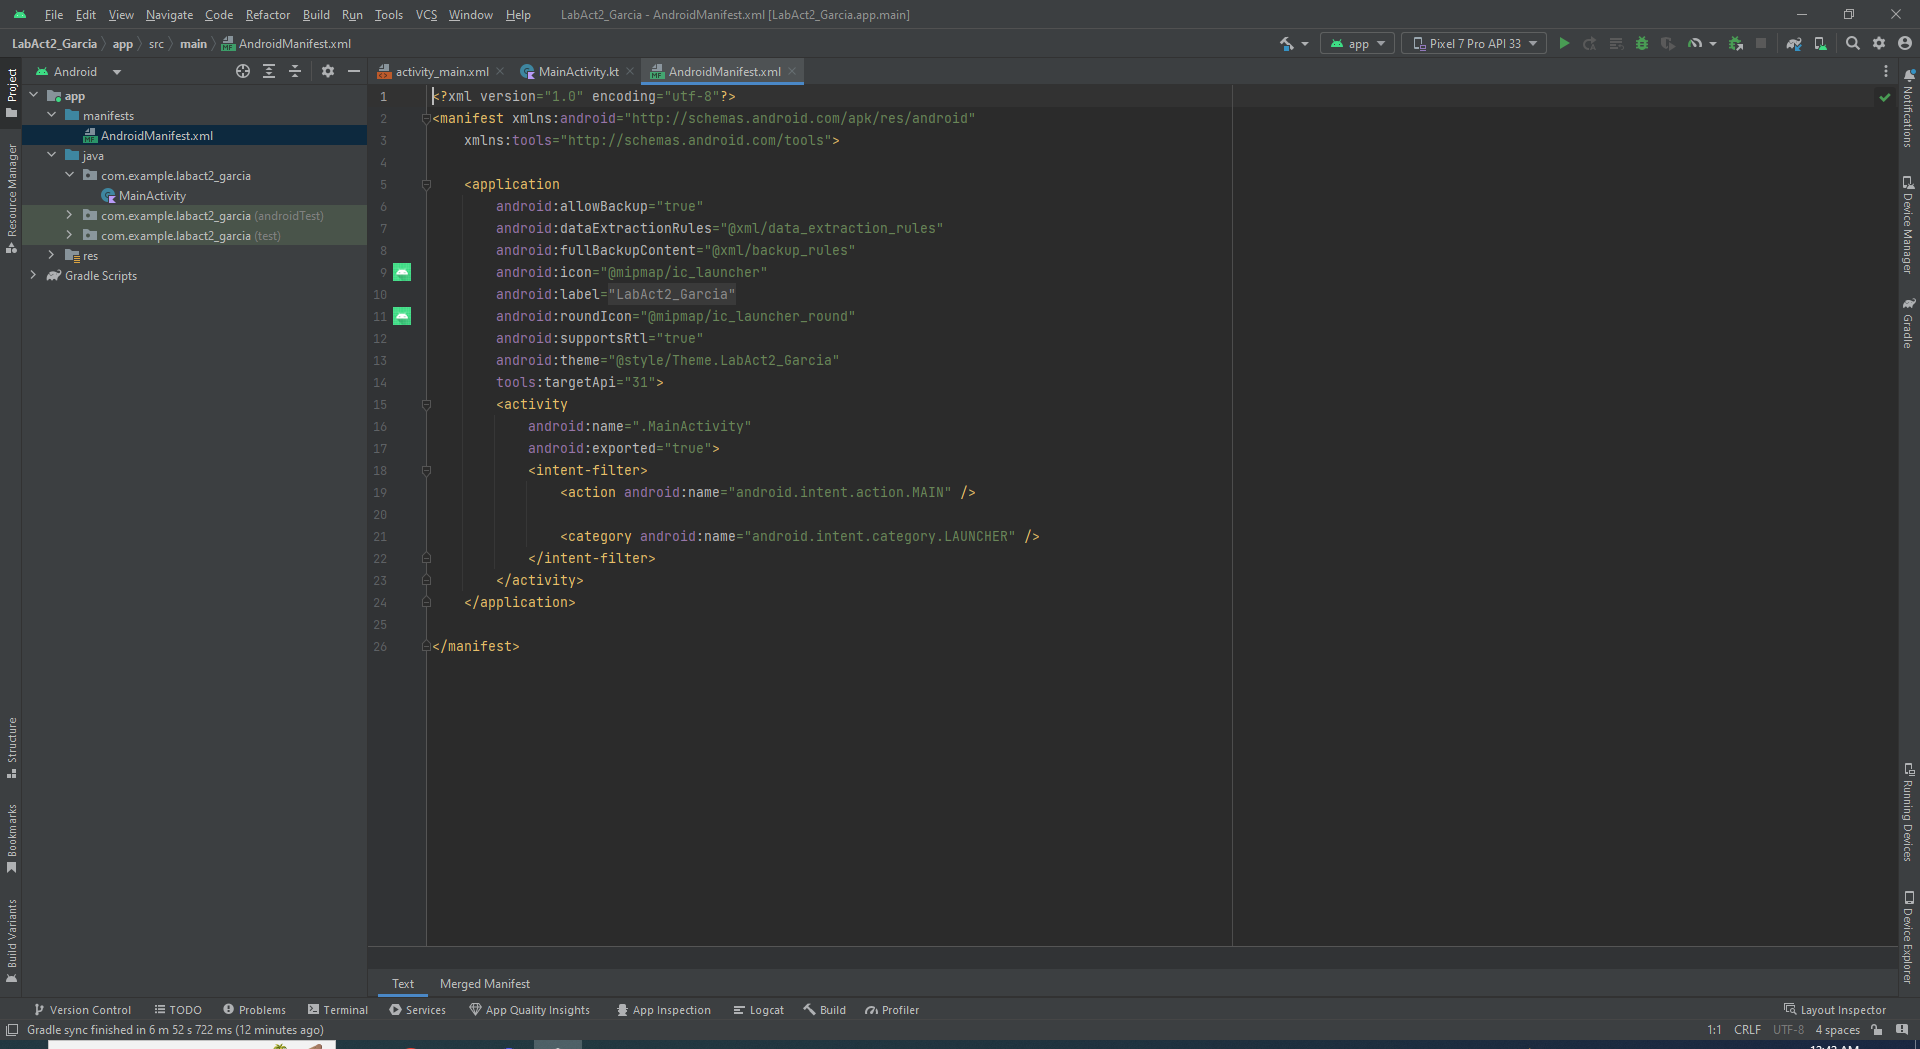 File Edit View Navigate Code Refactor Build Run Tools VCS Window Help LabAct2_Garcia - AndroidManifest.xml [LabAct2_Garcia.app.main]
LabAct2_Garcia app src main AndroidManifest.xml app Pixel 7 Pro API 33
Android activity_main.xml MainActivity.kt AndroidManifest.xml
Project
Resource Manager
Structure
Bookmarks
Build Variants
app
manifests
AndroidManifest.xml
java
com.example.labact2_garcia
MainActivity
com.example.labact2_garcia (androidTest)
com.example.labact2_garcia (test)
res
Gradle Scripts
1 <?xml version="1.0" encoding="utf-8"?>
2 <manifest xmlns:android="http://schemas.android.com/apk/res/android"
3 xmlns:tools="http://schemas.android.com/tools">
4
5 <application
6 android:allowBackup="true"
7 android:dataExtractionRules="@xml/data_extraction_rules"
8 android:fullBackupContent="@xml/backup_rules"
9 android:icon="@mipmap/ic_launcher"
10 android:label="LabAct2_Garcia"
11 android:roundIcon="@mipmap/ic_launcher_round"
12 android:supportsRtl="true"
13 android:theme="@style/Theme.LabAct2_Garcia"
14 tools:targetApi="31">
15 <activity
16 android:name=".MainActivity"
17 android:exported="true">
18 <intent-filter>
19 <action android:name="android.intent.action.MAIN" />
20
21 <category android:name="android.intent.category.LAUNCHER" />
22 </intent-filter>
23 </activity>
24 </application>
25
26 </manifest>
Notifications
Device Manager
Gradle
Running Devices
Device Explorer
Text Merged Manifest
Version Control TODO Problems Terminal Services App Quality Insights App Inspection Logcat Build Profiler Layout Inspector
Gradle sync finished in 6 m 52 s 722 ms (12 minutes ago) 1:1 CRLF UTF-8 4 spaces